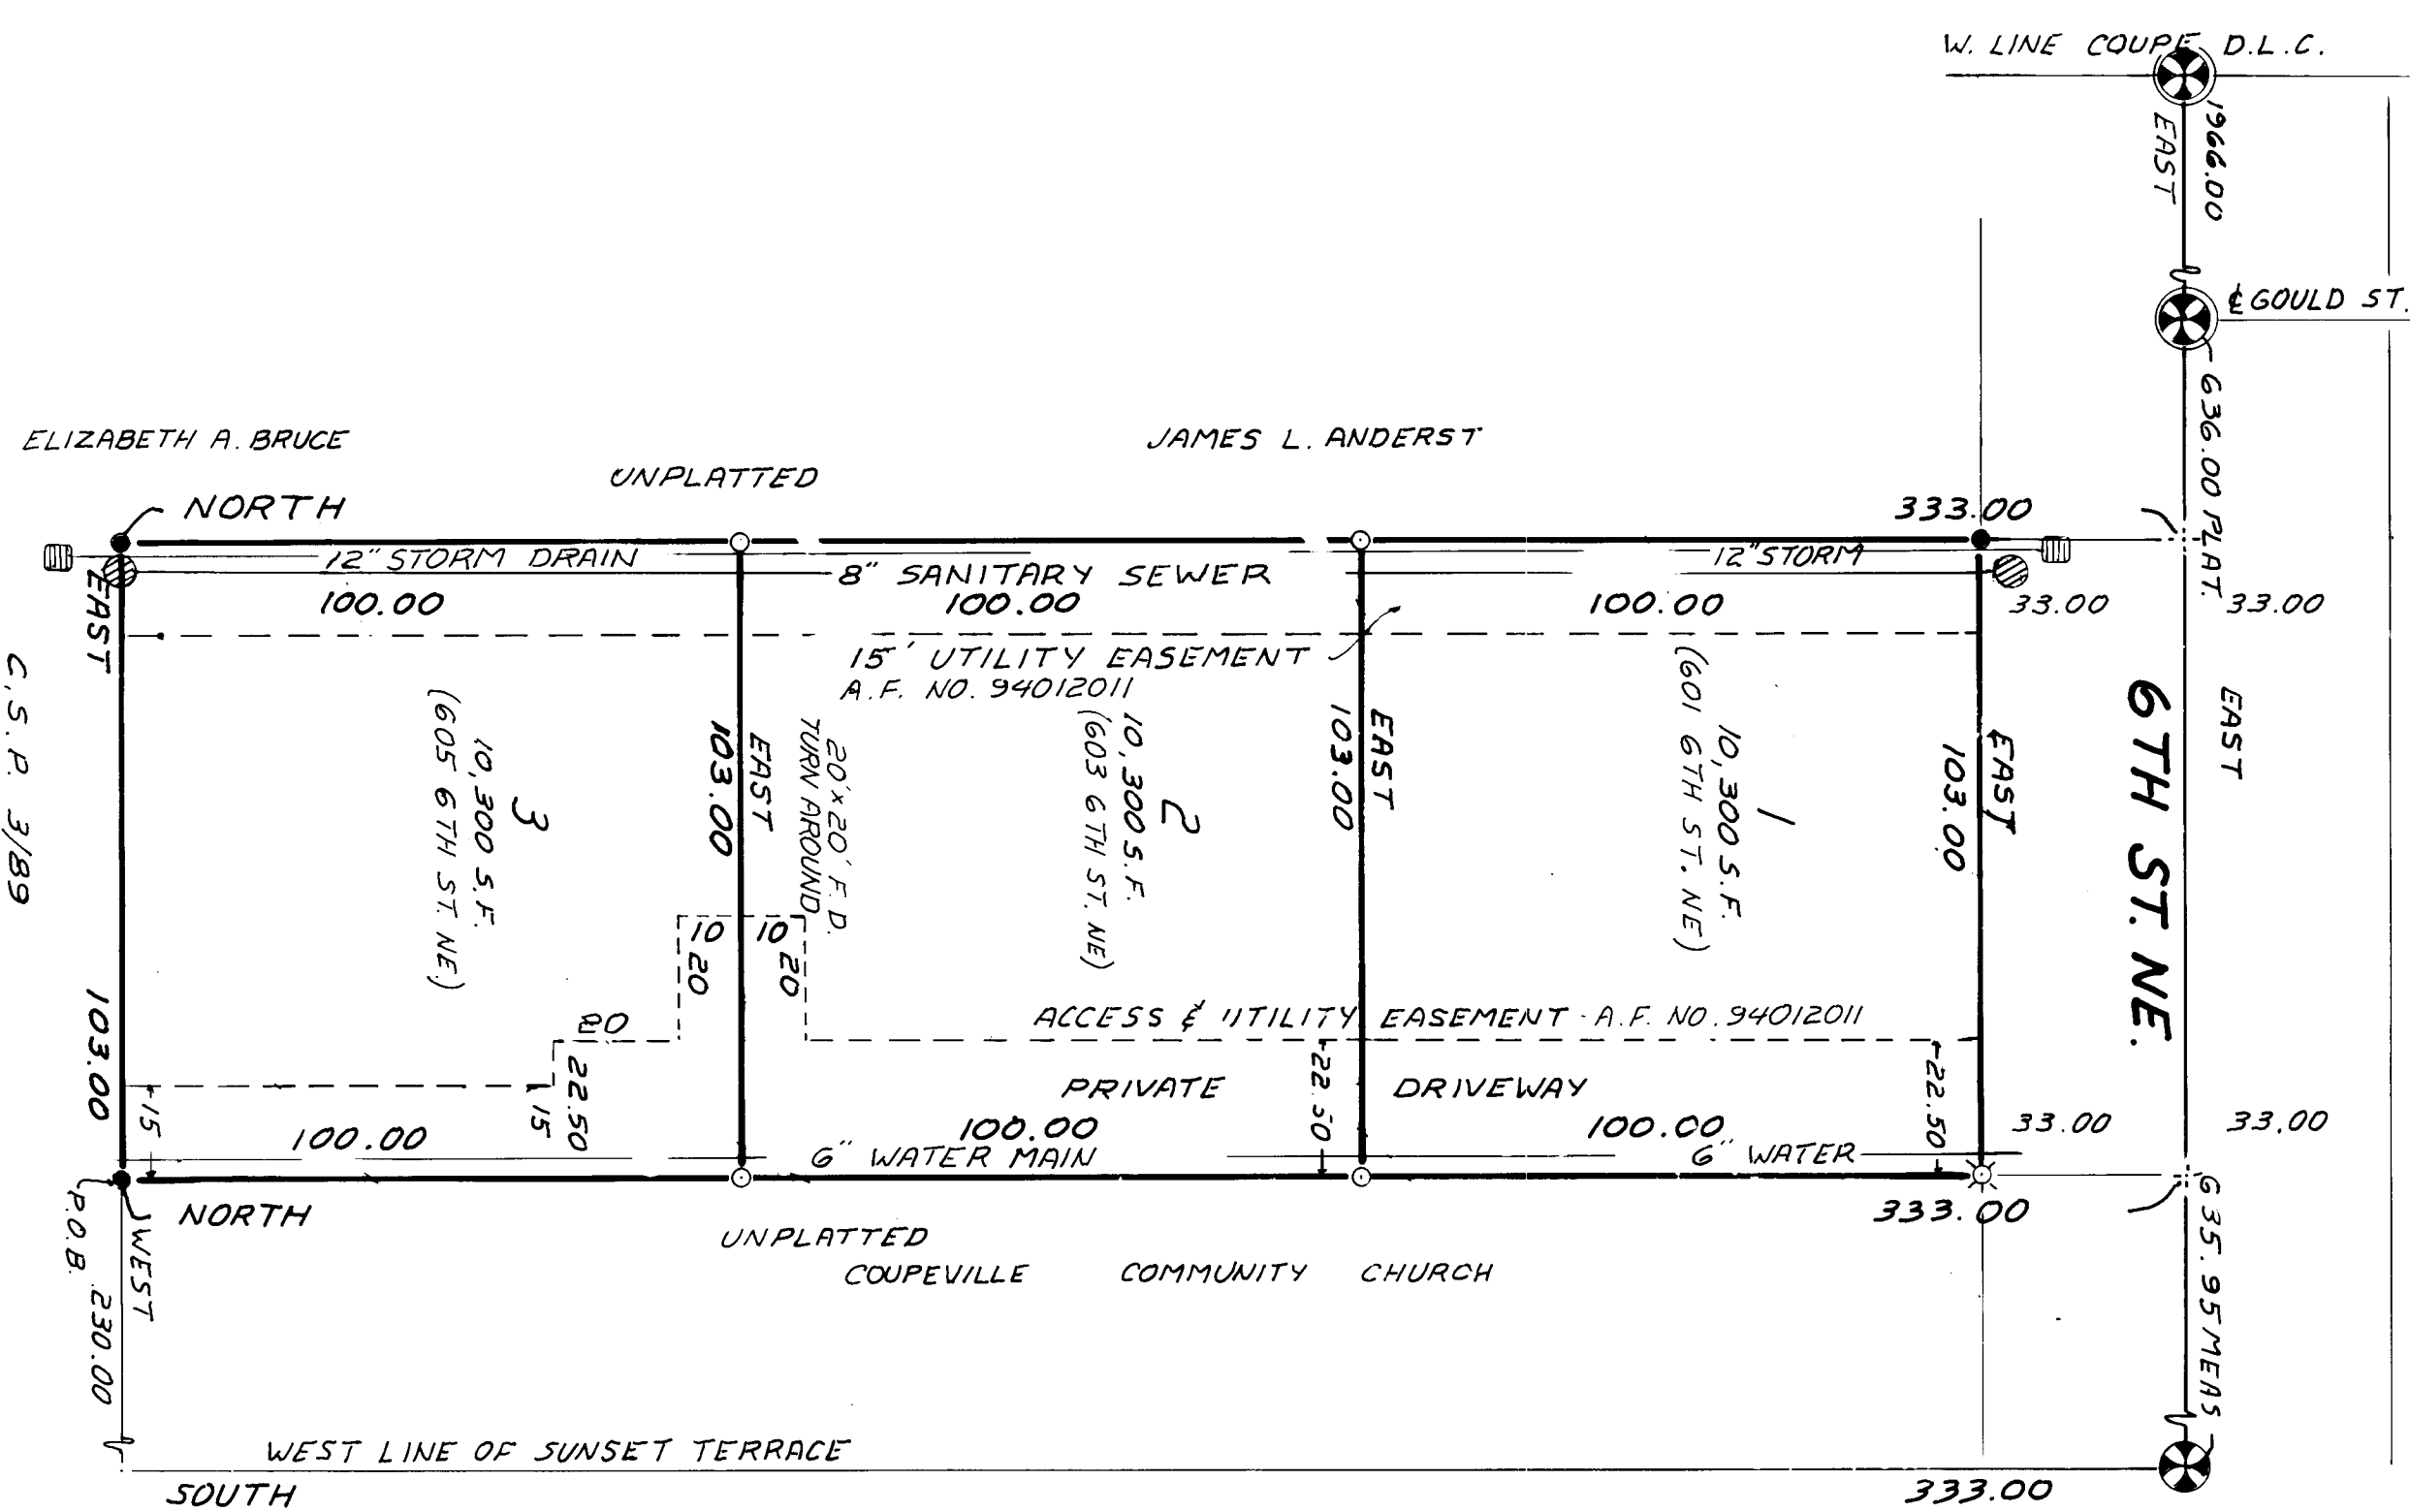 W. LINE COUPE D.L.C.
1966.00
EAST
℄ GOULD ST.
636.00 PLAT.
ELIZABETH A. BRUCE
JAMES L. ANDERST
UNPLATTED
NORTH
333.00
12" STORM DRAIN
12" STORM
8" SANITARY SEWER
100.00
100.00
100.00
33.00
33.00
EAST
15' UTILITY EASEMENT
A.F. NO. 94012011
C.S.P. 3/89
3
10,300 S.F.
(605 6TH ST. NE.)
EAST
103.00
20' x 20' F.D.
TURN AROUND
2
10,300 S.F.
(603 6TH ST. NE)
EAST
103.00
1
10,300 S.F.
(601 6TH ST. NE)
EAST
103.00
6TH ST. NE.
EAST
10
10
20
20
20
ACCESS & UTILITY EASEMENT - A.F. NO. 94012011
103.00
15
15
22.50
22.50
22.50
PRIVATE DRIVEWAY
100.00
100.00
100.00
33.00
33.00
6" WATER MAIN
6" WATER
NORTH
333.00
P.O.B.
WEST
230.00
UNPLATTED
COUPEVILLE COMMUNITY CHURCH
635.95 MEAS
WEST LINE OF SUNSET TERRACE
SOUTH
333.00